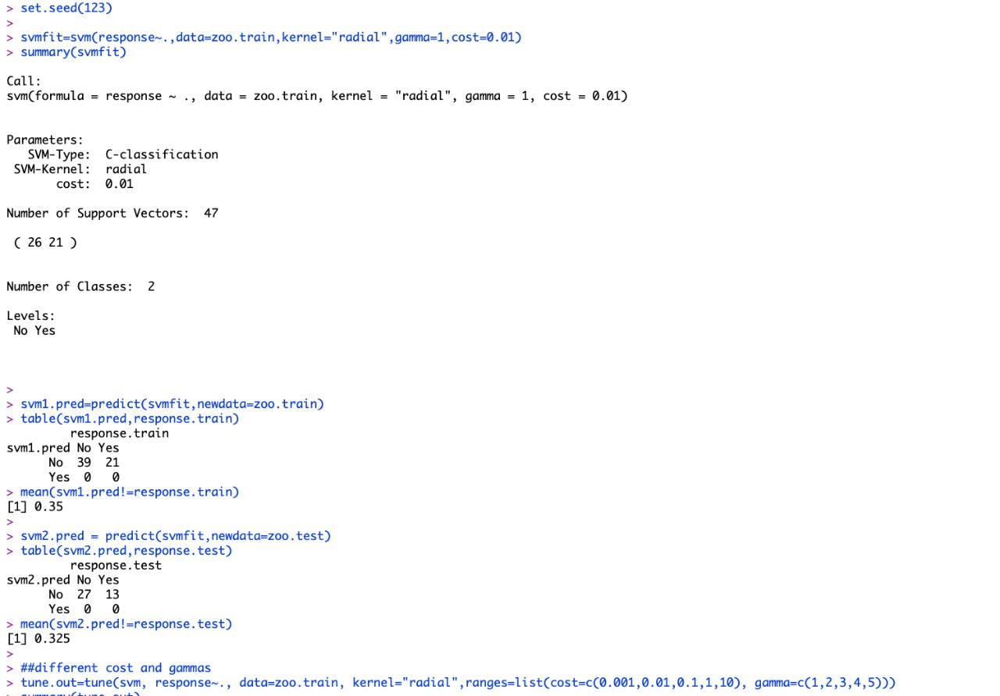 > set.seed(123)
>
> svmfit=svm(response~.,data=zoo.train,kernel="radial",gamma=1,cost=0.01)
> summary(svmfit)
Call:
svm(formula = response ~ ., data = zoo.train, kernel = "radial", gamma = 1, cost = 0.01)
Parameters:
   SVM-Type:  C-classification
 SVM-Kernel:  radial
       cost:  0.01
Number of Support Vectors:  47
 ( 26 21 )
Number of Classes:  2
Levels:
 No Yes
>
> svm1.pred=predict(svmfit,newdata=zoo.train)
> table(svm1.pred,response.train)
         response.train
svm1.pred No Yes
      No  39  21
      Yes  0   0
> mean(svm1.pred!=response.train)
[1] 0.35
>
> svm2.pred = predict(svmfit,newdata=zoo.test)
> table(svm2.pred,response.test)
         response.test
svm2.pred No Yes
      No  27  13
      Yes  0   0
> mean(svm2.pred!=response.test)
[1] 0.325
>
> ##different cost and gammas
> tune.out=tune(svm, response~., data=zoo.train, kernel="radial",ranges=list(cost=c(0.001,0.01,0.1,1,10), gamma=c(1,2,3,4,5)))
> summary(tune.out)